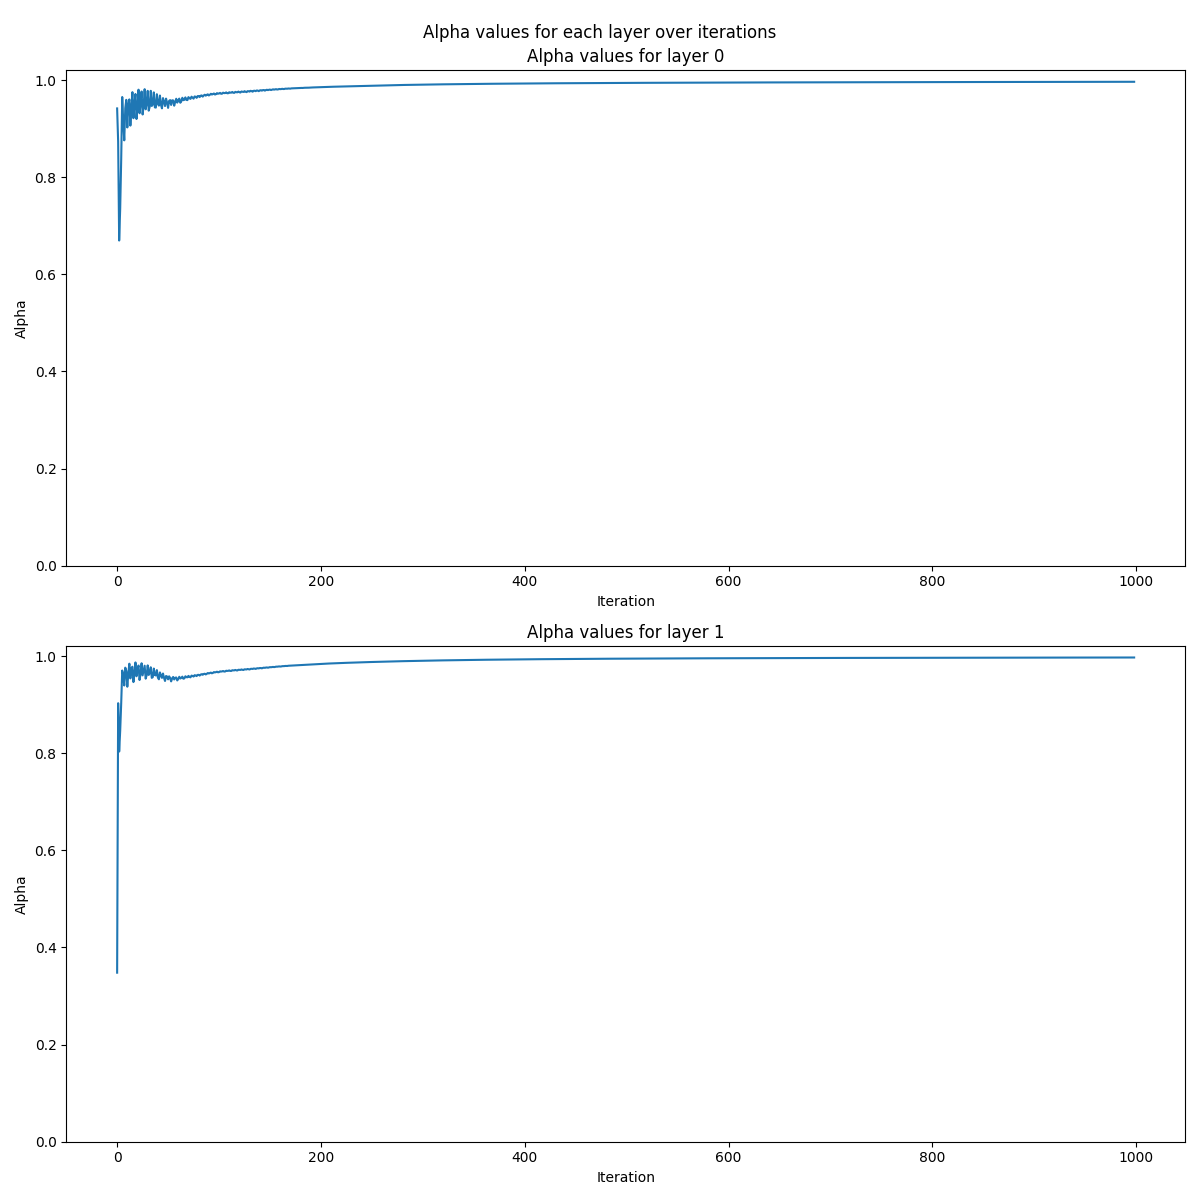 Alpha values for each layer over iterations
Alpha values for layer 0
1.0
0.8
0.6
0.4
0.2
0.0
Alpha
0 200 400 600 800 1000
Iteration
Alpha values for layer 1
1.0
0.8
0.6
0.4
0.2
0.0
Alpha
0 200 400 600 800 1000
Iteration